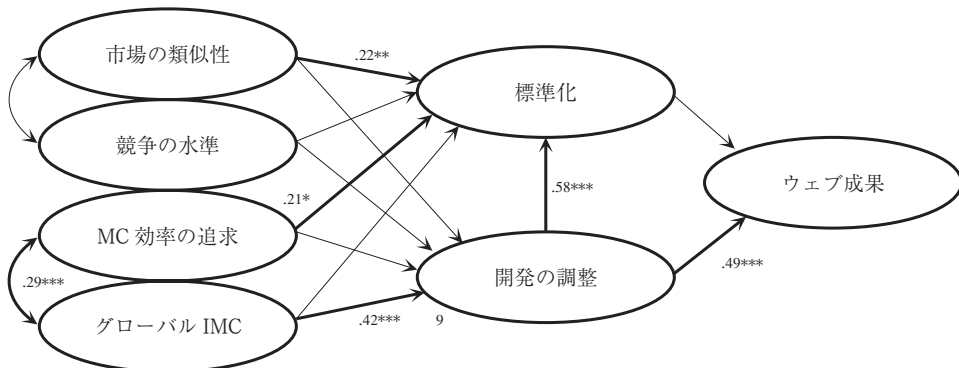 市場の類似性
.22**
標準化
競争の水準
ウェブ成果
.21*
.58***
MC 効率の追求
.49***
開発の調整
.29***
グローバル IMC
.42***
9